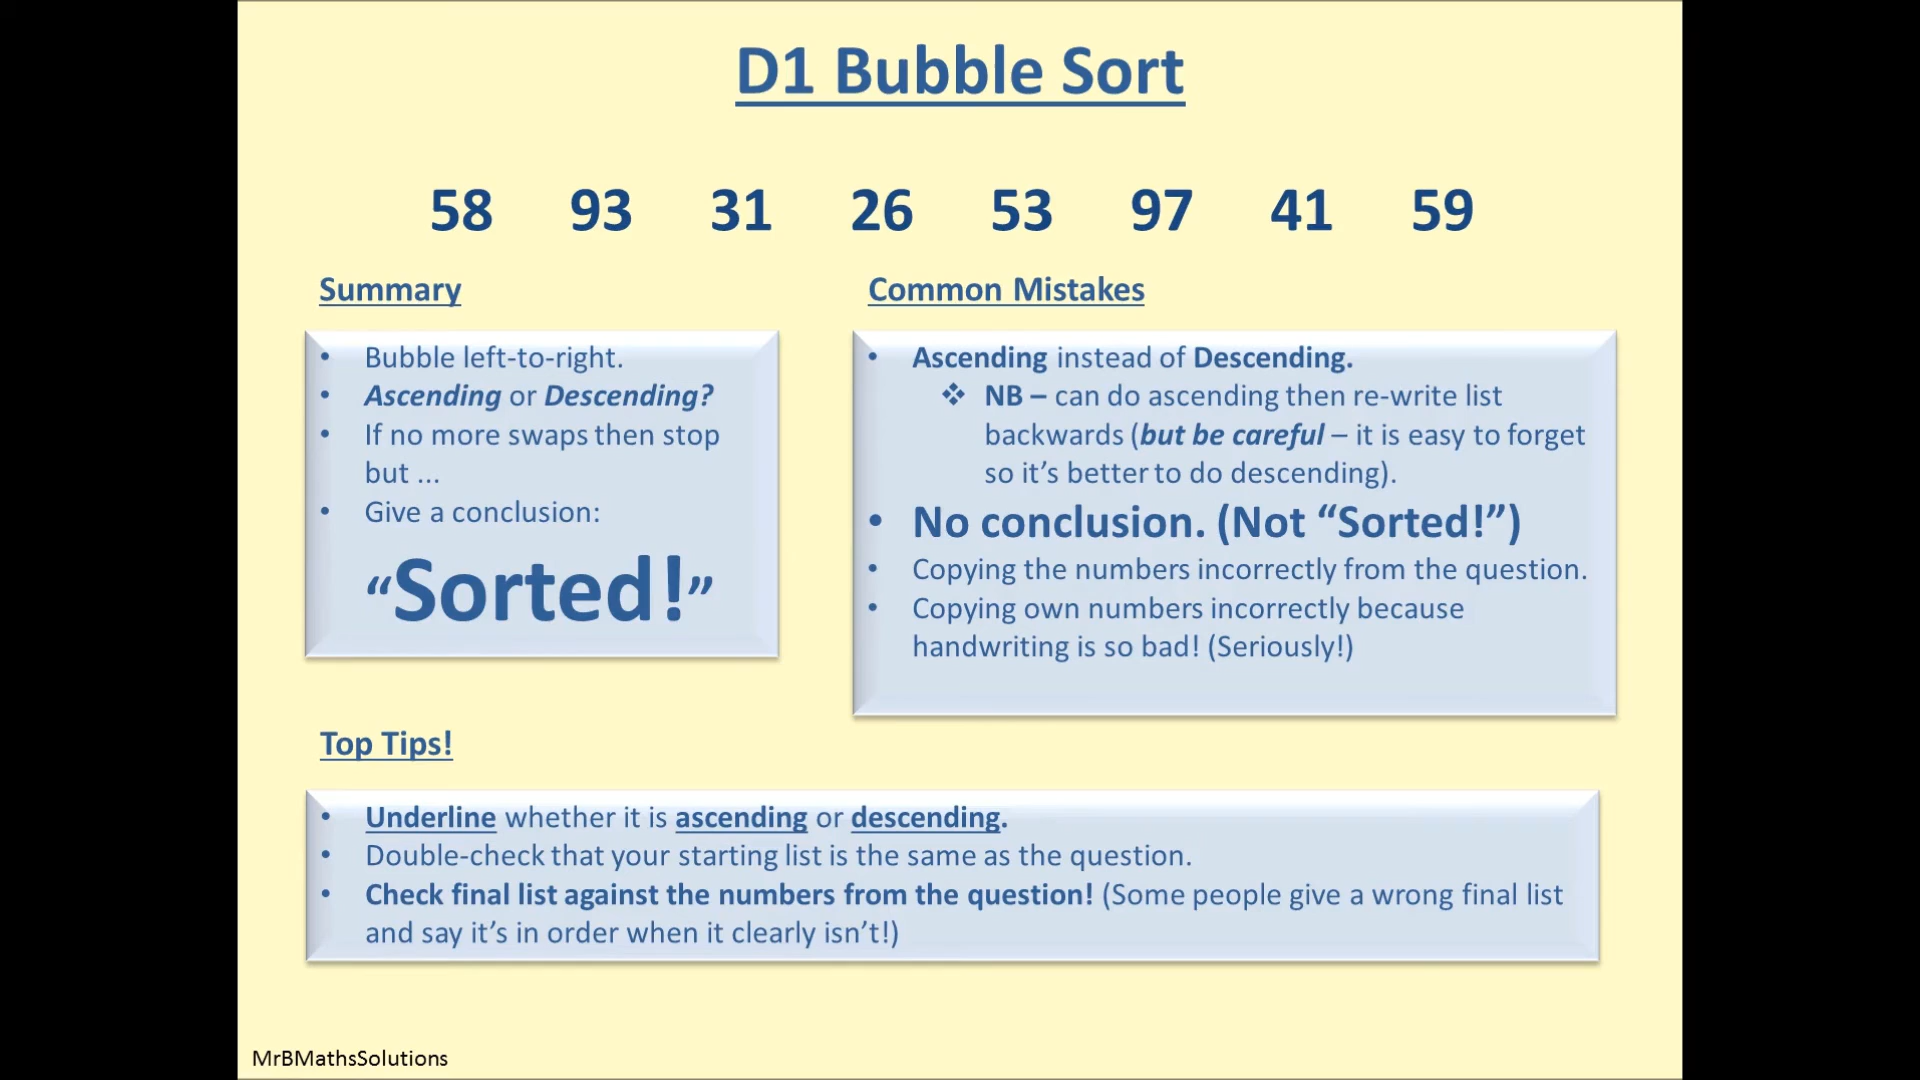 D1 Bubble Sort
58 93 31 26 53 97 41 59
Summary
• Bubble left-to-right.
• Ascending or Descending?
• If no more swaps then stop
but ...
• Give a conclusion:
“Sorted!”
Common Mistakes
• Ascending instead of Descending.
❖ NB – can do ascending then re-write list
backwards (but be careful – it is easy to forget
so it’s better to do descending).
• No conclusion. (Not “Sorted!”)
• Copying the numbers incorrectly from the question.
• Copying own numbers incorrectly because
handwriting is so bad! (Seriously!)
Top Tips!
• Underline whether it is ascending or descending.
• Double-check that your starting list is the same as the question.
• Check final list against the numbers from the question! (Some people give a wrong final list
and say it’s in order when it clearly isn’t!)
MrBMathsSolutions